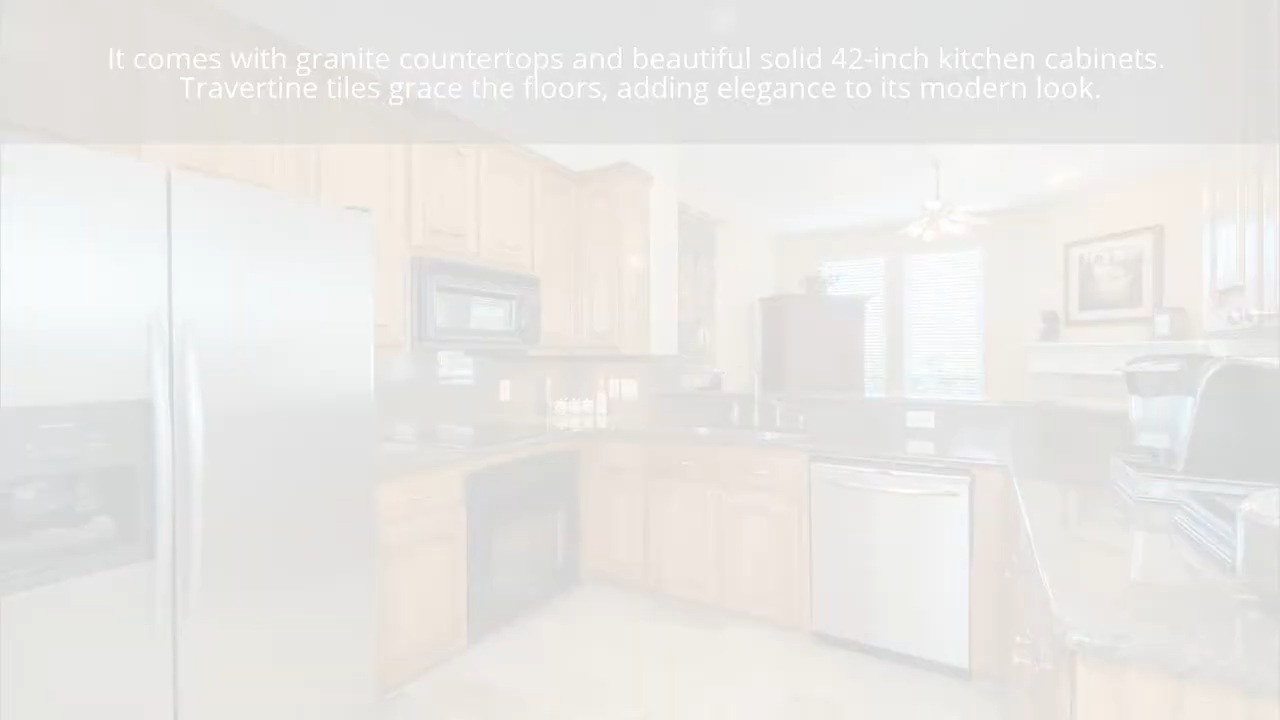 It comes with granite countertops and beautiful solid 42-inch kitchen cabinets.
Travertine tiles grace the floors, adding elegance to its modern look.